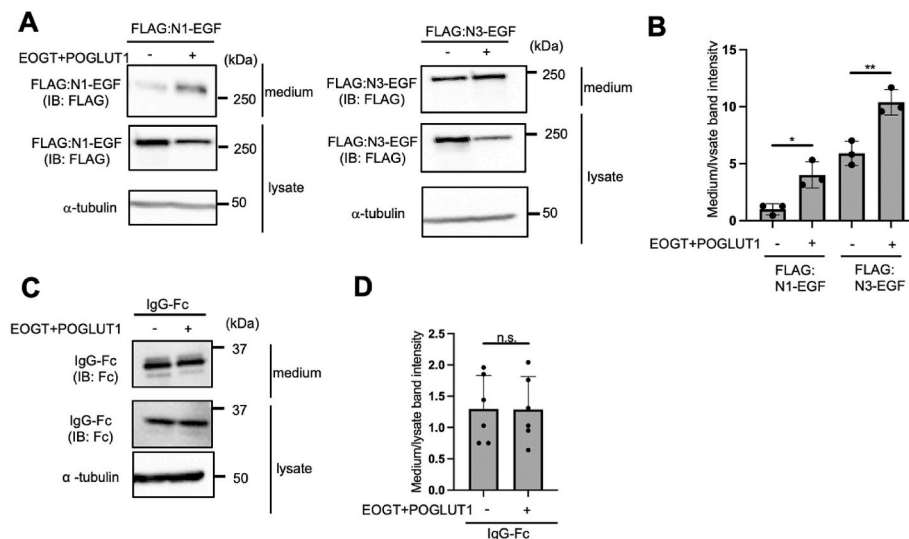 A
FLAG:N1-EGF
EOGT+POGLUT1 - + (kDa)
FLAG:N1-EGF
(IB: FLAG)
250
medium
FLAG:N1-EGF
(IB: FLAG)
250
lysate
α-tubulin
50
FLAG:N3-EGF
- + (kDa)
FLAG:N3-EGF
(IB: FLAG)
250
medium
FLAG:N3-EGF
(IB: FLAG)
250
lysate
α-tubulin
50
B
Medium/lysate band intensity
15
10
5
0
*
**
EOGT+POGLUT1 - + - +
FLAG: FLAG:
N1-EGF N3-EGF
C
IgG-Fc
EOGT+POGLUT1 - + (kDa)
IgG-Fc
(IB: Fc)
37
medium
IgG-Fc
(IB: Fc)
37
lysate
α -tubulin
50
D
Medium/lysate band intensity
2.5
2.0
1.5
1.0
0.5
0.0
n.s.
EOGT+POGLUT1 - +
IgG-Fc